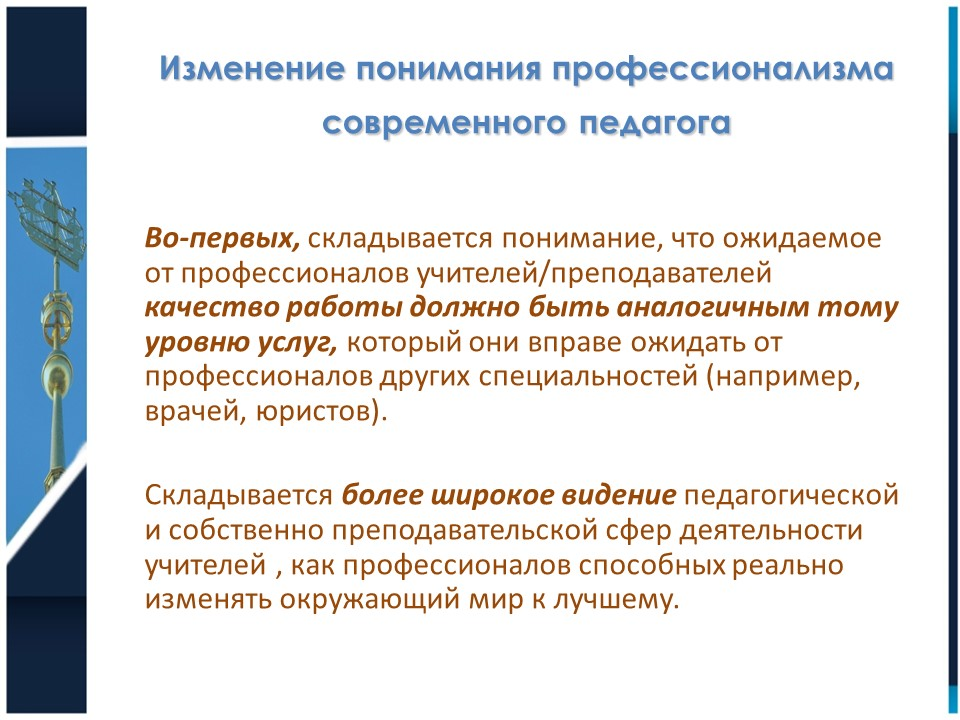 Изменение понимания профессионализма
современного педагога
Во-первых, складывается понимание, что ожидаемое
от профессионалов учителей/преподавателей
качество работы должно быть аналогичным тому
уровню услуг, который они вправе ожидать от
профессионалов других специальностей (например,
врачей, юристов).
Складывается более широкое видение педагогической
и собственно преподавательской сфер деятельности
учителей , как профессионалов способных реально
изменять окружающий мир к лучшему.